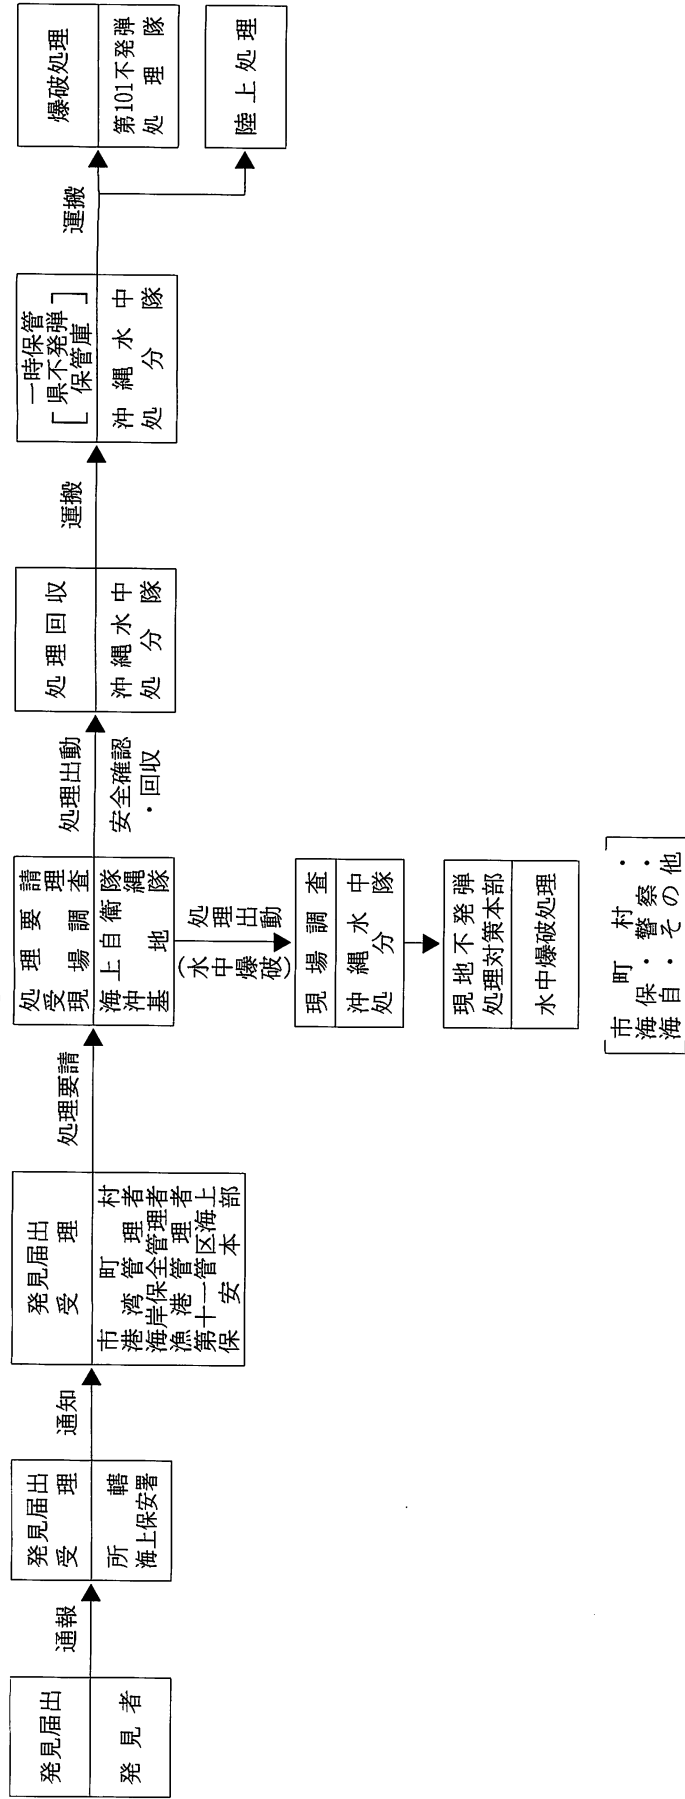 発見届出
発見者
通報
発見届出
受理
所轄
海上保安署
通知
発見届出
受理
市町村
港湾管理者
海岸保全管理者
漁港管理者
第十一管区海上
保安本部
処理要請
処理要請
受理
現場調査
海上自衛隊
沖縄
基地隊
処理出動
安全確認
・回収
処理回収
沖縄水中
処分隊
運搬
一時保管
[県不発弾
保管庫]
沖縄水中
処分隊
運搬
爆破処理
第101不発弾
処理隊
陸上処理
処理出動
(水中爆破)
現場調査
沖縄水中
処分隊
現地不発弾
処理対策本部
水中爆破処理
[市町村・
海保・警察・
海自・その他]